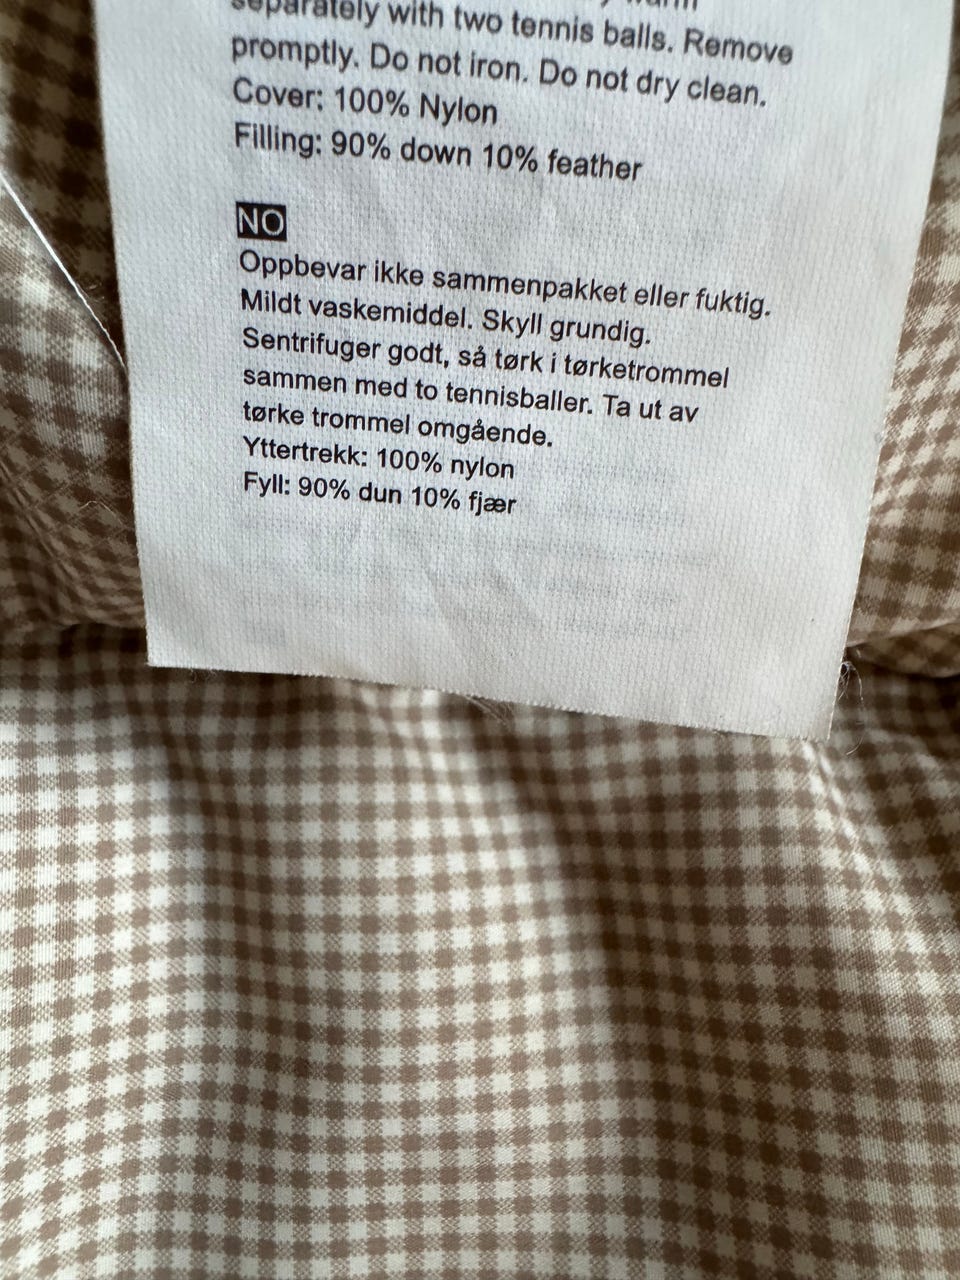 separately with two tennis balls. Remove
promptly. Do not iron. Do not dry clean.
Cover: 100% Nylon
Filling: 90% down 10% feather
NO
Oppbevar ikke sammenpakket eller fuktig.
Mildt vaskemiddel. Skyll grundig.
Sentrifuger godt, så tørk i tørketrommel
sammen med to tennisballer. Ta ut av
tørke trommel omgående.
Yttertrekk: 100% nylon
Fyll: 90% dun 10% fjær